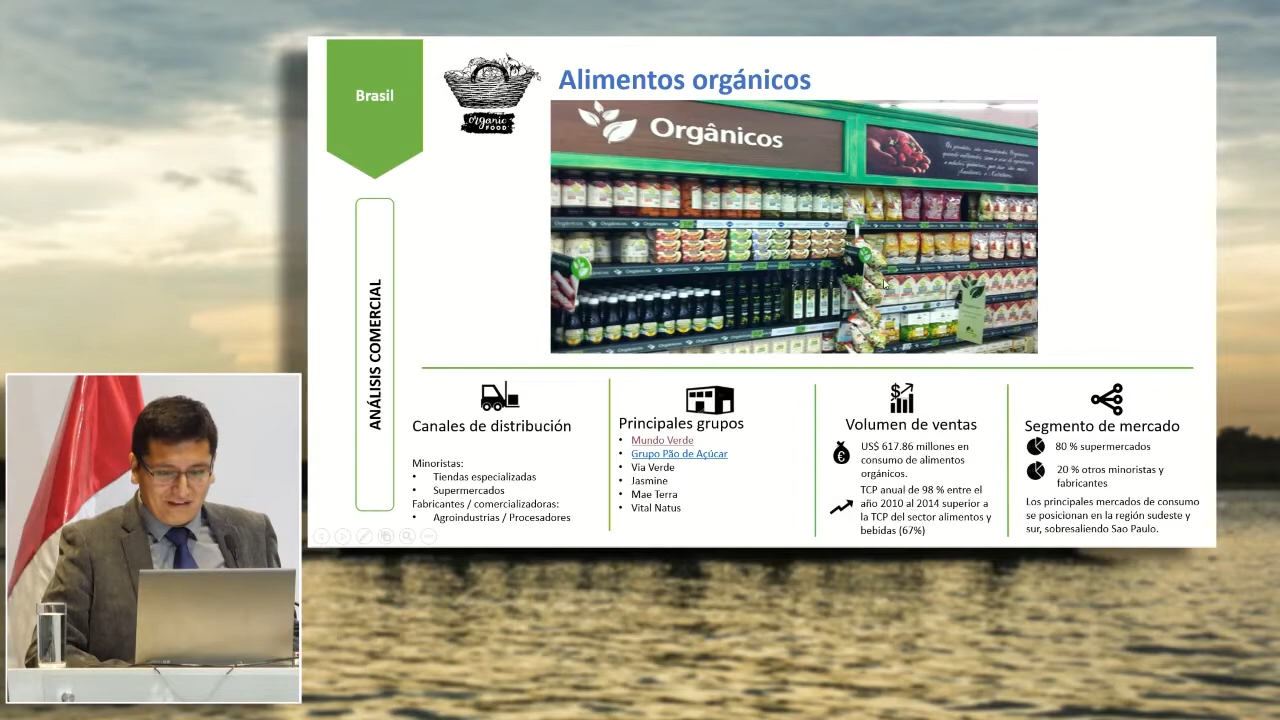 Brasil
organic
FOOD
Alimentos orgánicos
Orgânicos
ANÁLISIS COMERCIAL
Canales de distribución
Minoristas:
• Tiendas especializadas
• Supermercados
Fabricantes / comercializadoras:
• Agroindustrias / Procesadores
Principales grupos
• Mundo Verde
• Grupo Pão de Açúcar
• Via Verde
• Jasmine
• Mae Terra
• Vital Natus
Volumen de ventas
US$ 617.86 millones en
consumo de alimentos
orgánicos.
TCP anual de 98 % entre el
año 2010 al 2014 superior a
la TCP del sector alimentos y
bebidas (67%)
Segmento de mercado
80 % supermercados
20 % otros minoristas y
fabricantes
Los principales mercados de consumo
se posicionan en la región sudeste y
sur, sobresaliendo Sao Paulo.